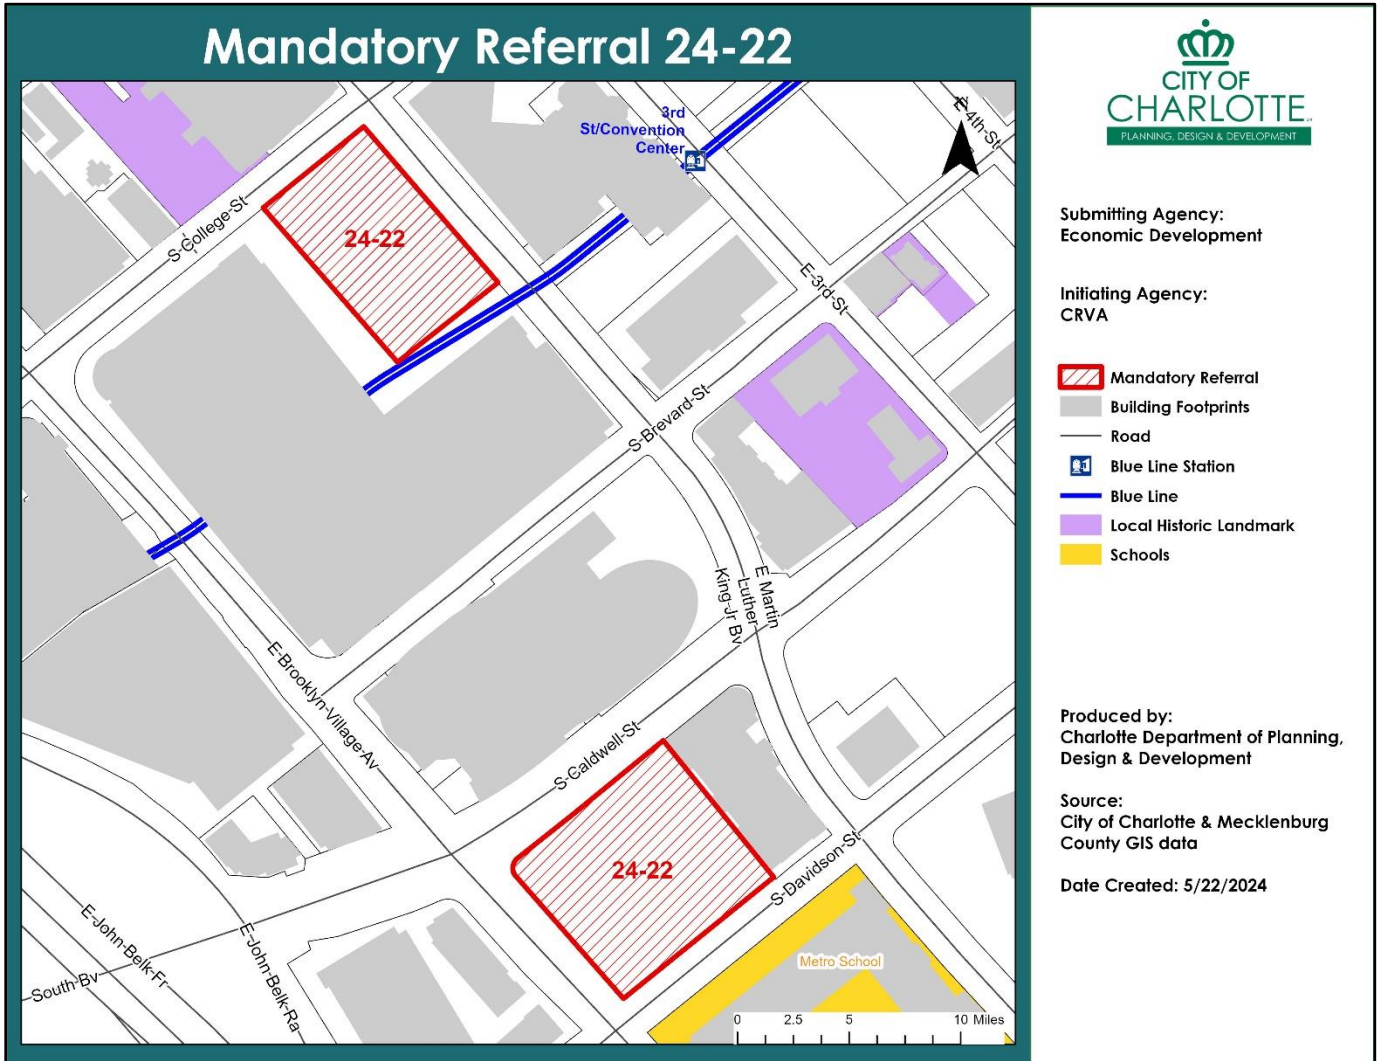 Mandatory Referral 24-22
3rd
St/Convention
Center
E-4th-St
S-College-St
24-22
E-3rd-St
S-Brevard-St
E Martin
Luther
King-Jr Bv
E-Brooklyn-Village-Av
S-Caldwell-St
24-22
S-Davidson-St
Metro School
E-John-Belk-Fr
E-John-Belk-Ra
South-Bv
0 2.5 5 10 Miles
CITY OF
CHARLOTTE
PLANNING, DESIGN & DEVELOPMENT
Submitting Agency:
Economic Development
Initiating Agency:
CRVA
Mandatory Referral
Building Footprints
Road
Blue Line Station
Blue Line
Local Historic Landmark
Schools
Produced by:
Charlotte Department of Planning,
Design & Development
Source:
City of Charlotte & Mecklenburg
County GIS data
Date Created: 5/22/2024